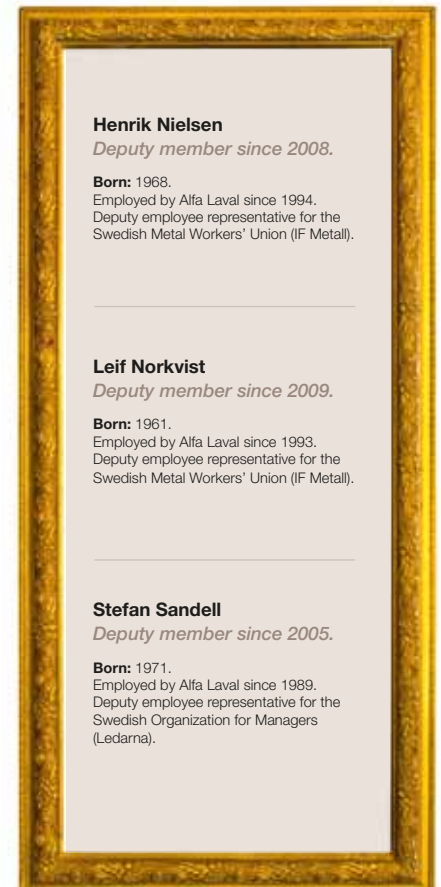 Henrik Nielsen
Deputy member since 2008.
Born: 1968.
Employed by Alfa Laval since 1994.
Deputy employee representative for the
Swedish Metal Workers’ Union (IF Metall).
Leif Norkvist
Deputy member since 2009.
Born: 1961.
Employed by Alfa Laval since 1993.
Deputy employee representative for the
Swedish Metal Workers’ Union (IF Metall).
Stefan Sandell
Deputy member since 2005.
Born: 1971.
Employed by Alfa Laval since 1989.
Deputy employee representative for the
Swedish Organization for Managers
(Ledarna).